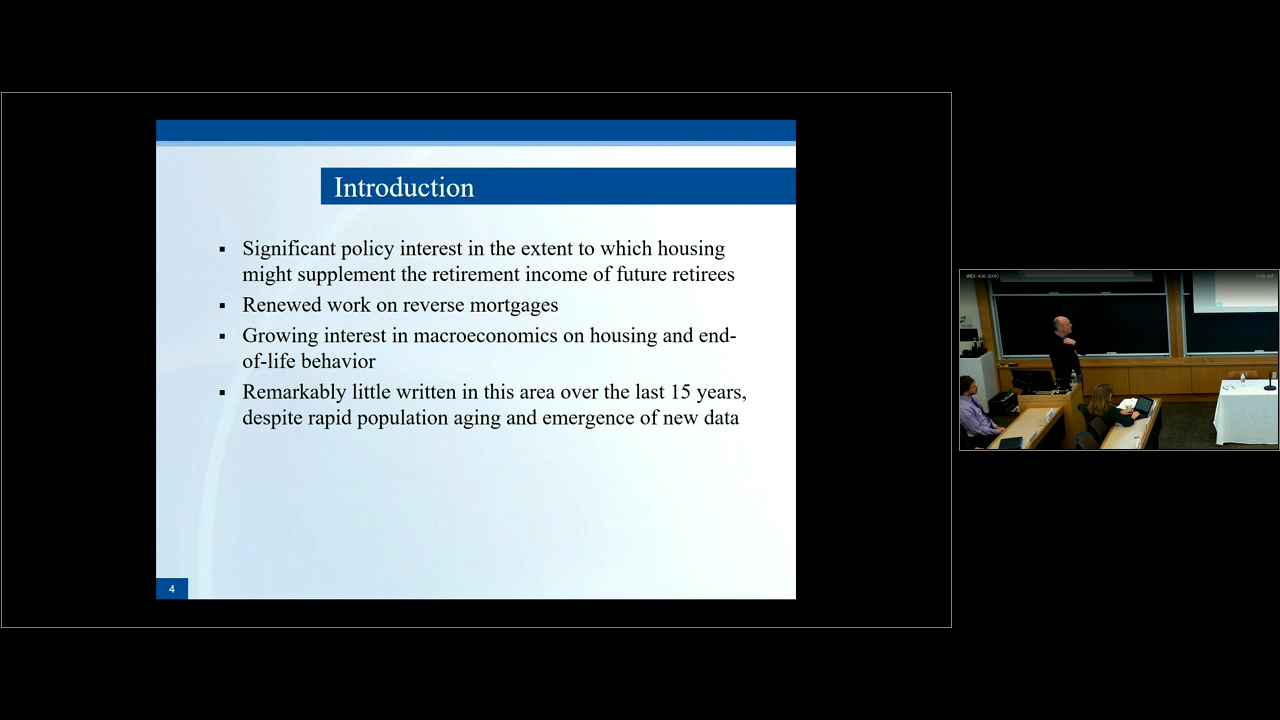 Introduction
▪ Significant policy interest in the extent to which housing
might supplement the retirement income of future retirees
▪ Renewed work on reverse mortgages
▪ Growing interest in macroeconomics on housing and end-
of-life behavior
▪ Remarkably little written in this area over the last 15 years,
despite rapid population aging and emergence of new data
4